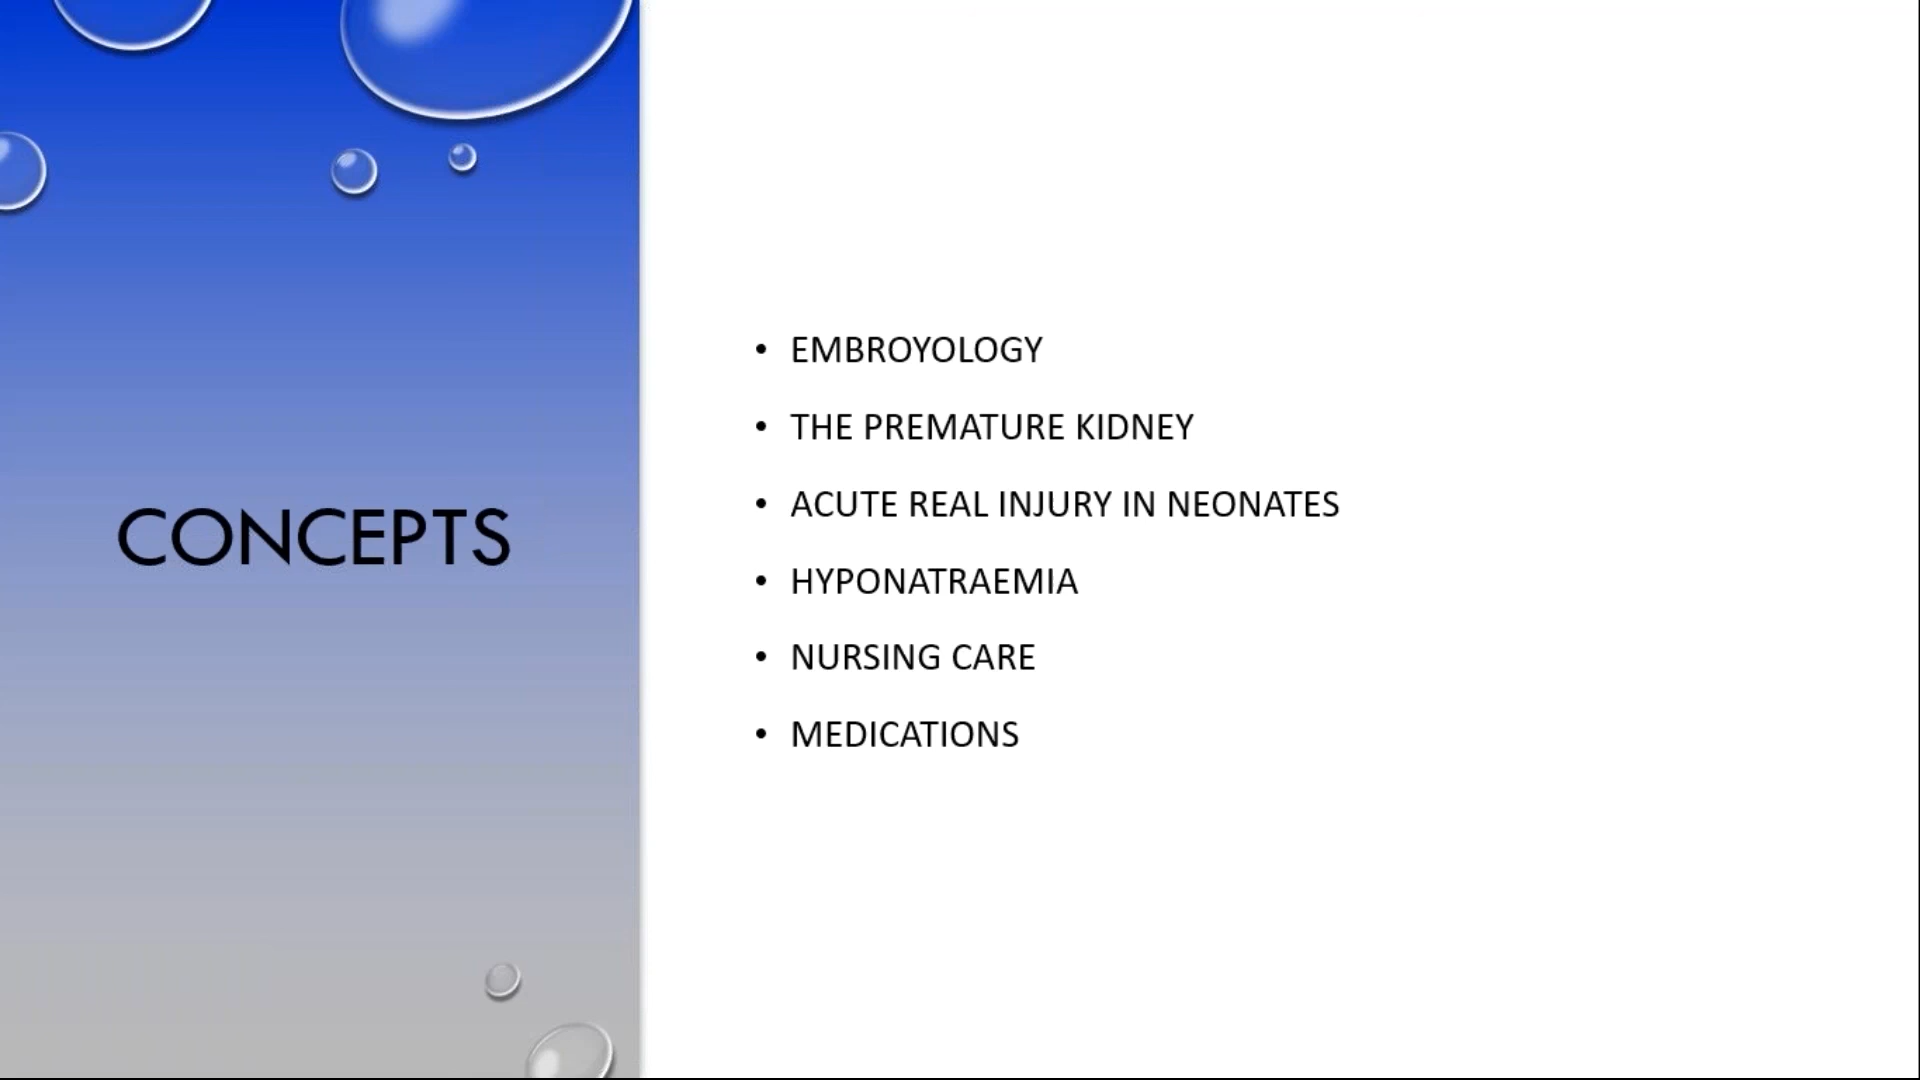 CONCEPTS
• EMBROYOLOGY
• THE PREMATURE KIDNEY
• ACUTE REAL INJURY IN NEONATES
• HYPONATRAEMIA
• NURSING CARE
• MEDICATIONS